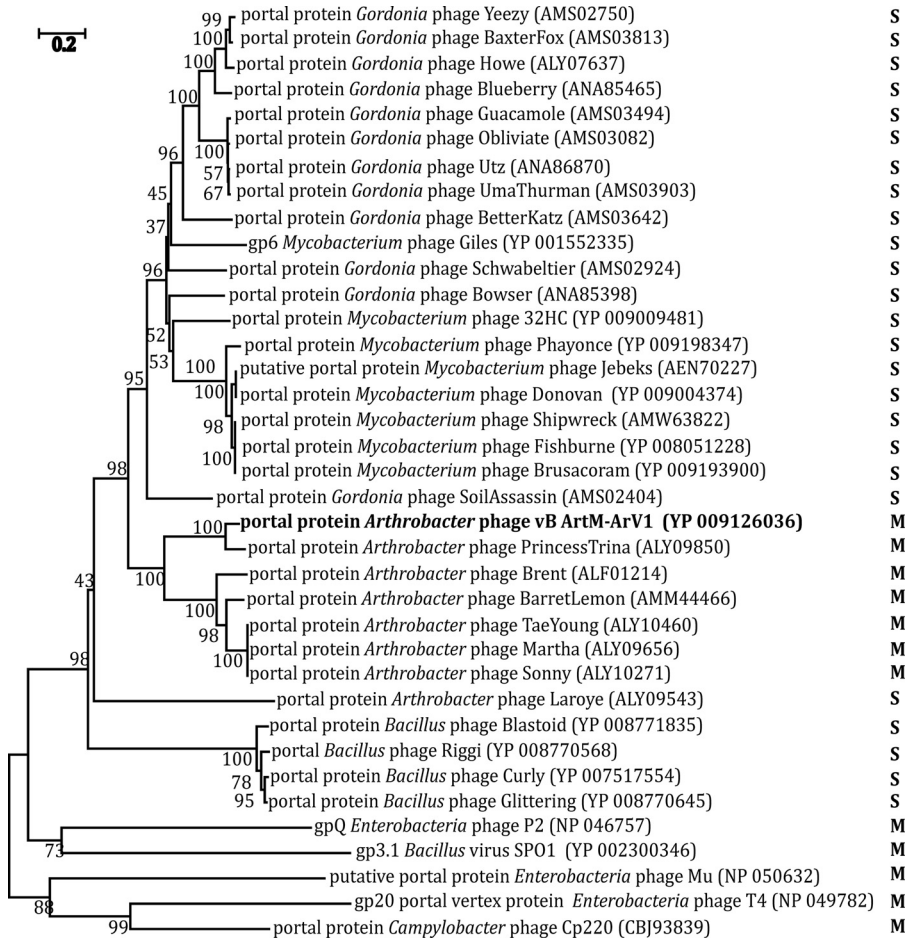 99 portal protein Gordonia phage Yeezy (AMS02750) S
0.2
100 portal protein Gordonia phage BaxterFox (AMS03813) S
100 portal protein Gordonia phage Howe (ALY07637) S
100 portal protein Gordonia phage Blueberry (ANA85465) S
portal protein Gordonia phage Guacamole (AMS03494) S
100 portal protein Gordonia phage Obliviate (AMS03082) S
96 57 portal protein Gordonia phage Utz (ANA86870) S
45 67 portal protein Gordonia phage UmaThurman (AMS03903) S
37 portal protein Gordonia phage BetterKatz (AMS03642) S
gp6 Mycobacterium phage Giles (YP 001552335) S
96 portal protein Gordonia phage Schwabeltier (AMS02924) S
portal protein Gordonia phage Bowser (ANA85398) S
52 portal protein Mycobacterium phage 32HC (YP 009009481) S
53 portal protein Mycobacterium phage Phayonce (YP 009198347) S
100 putative portal protein Mycobacterium phage Jebeks (AEN70227) S
95 100 portal protein Mycobacterium phage Donovan (YP 009004374) S
98 portal protein Mycobacterium phage Shipwreck (AMW63822) S
portal protein Mycobacterium phage Fishburne (YP 008051228) S
98 100 portal protein Mycobacterium phage Brusacoram (YP 009193900) S
portal protein Gordonia phage SoilAssassin (AMS02404) S
100 portal protein Arthrobacter phage vB ArtM-ArV1 (YP 009126036) M
portal protein Arthrobacter phage PrincessTrina (ALY09850) M
43 100 portal protein Arthrobacter phage Brent (ALF01214) M
100 portal protein Arthrobacter phage BarretLemon (AMM44466) M
98 portal protein Arthrobacter phage TaeYoung (ALY10460) M
98 100 portal protein Arthrobacter phage Martha (ALY09656) M
portal protein Arthrobacter phage Sonny (ALY10271) M
portal protein Arthrobacter phage Laroye (ALY09543) S
portal protein Bacillus phage Blastoid (YP 008771835) S
100 portal Bacillus phage Riggi (YP 008770568) S
78 portal protein Bacillus phage Curly (YP 007517554) S
95 portal protein Bacillus phage Glittering (YP 008770645) S
gpQ Enterobacteria phage P2 (NP 046757) M
73 gp3.1 Bacillus virus SPO1 (YP 002300346) M
putative portal protein Enterobacteria phage Mu (NP 050632) M
88 gp20 portal vertex protein Enterobacteria phage T4 (NP 049782) M
99 portal protein Campylobacter phage Cp220 (CBJ93839) M